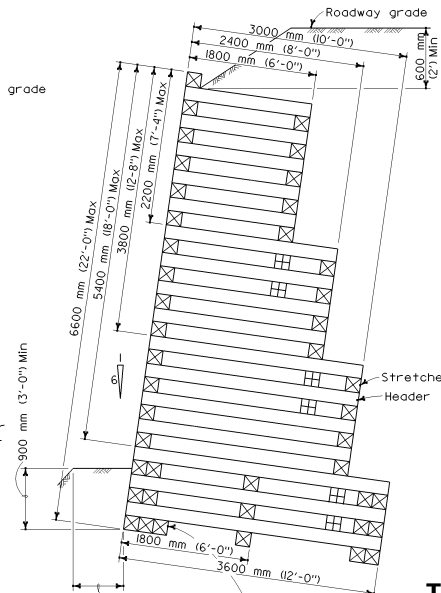 Roadway grade
3000 mm (10'-0")
2400 mm (8'-0")
1800 mm (6'-0")
600 mm
(2') Min
grade
2200 mm (7'-4") Max
3800 mm (12'-8") Max
5400 mm (18'-0") Max
6600 mm (22'-0") Max
1
6
Stretche
Header
900 mm (3'-0") Min
1800 mm (6'-0")
3600 mm (12'-0")